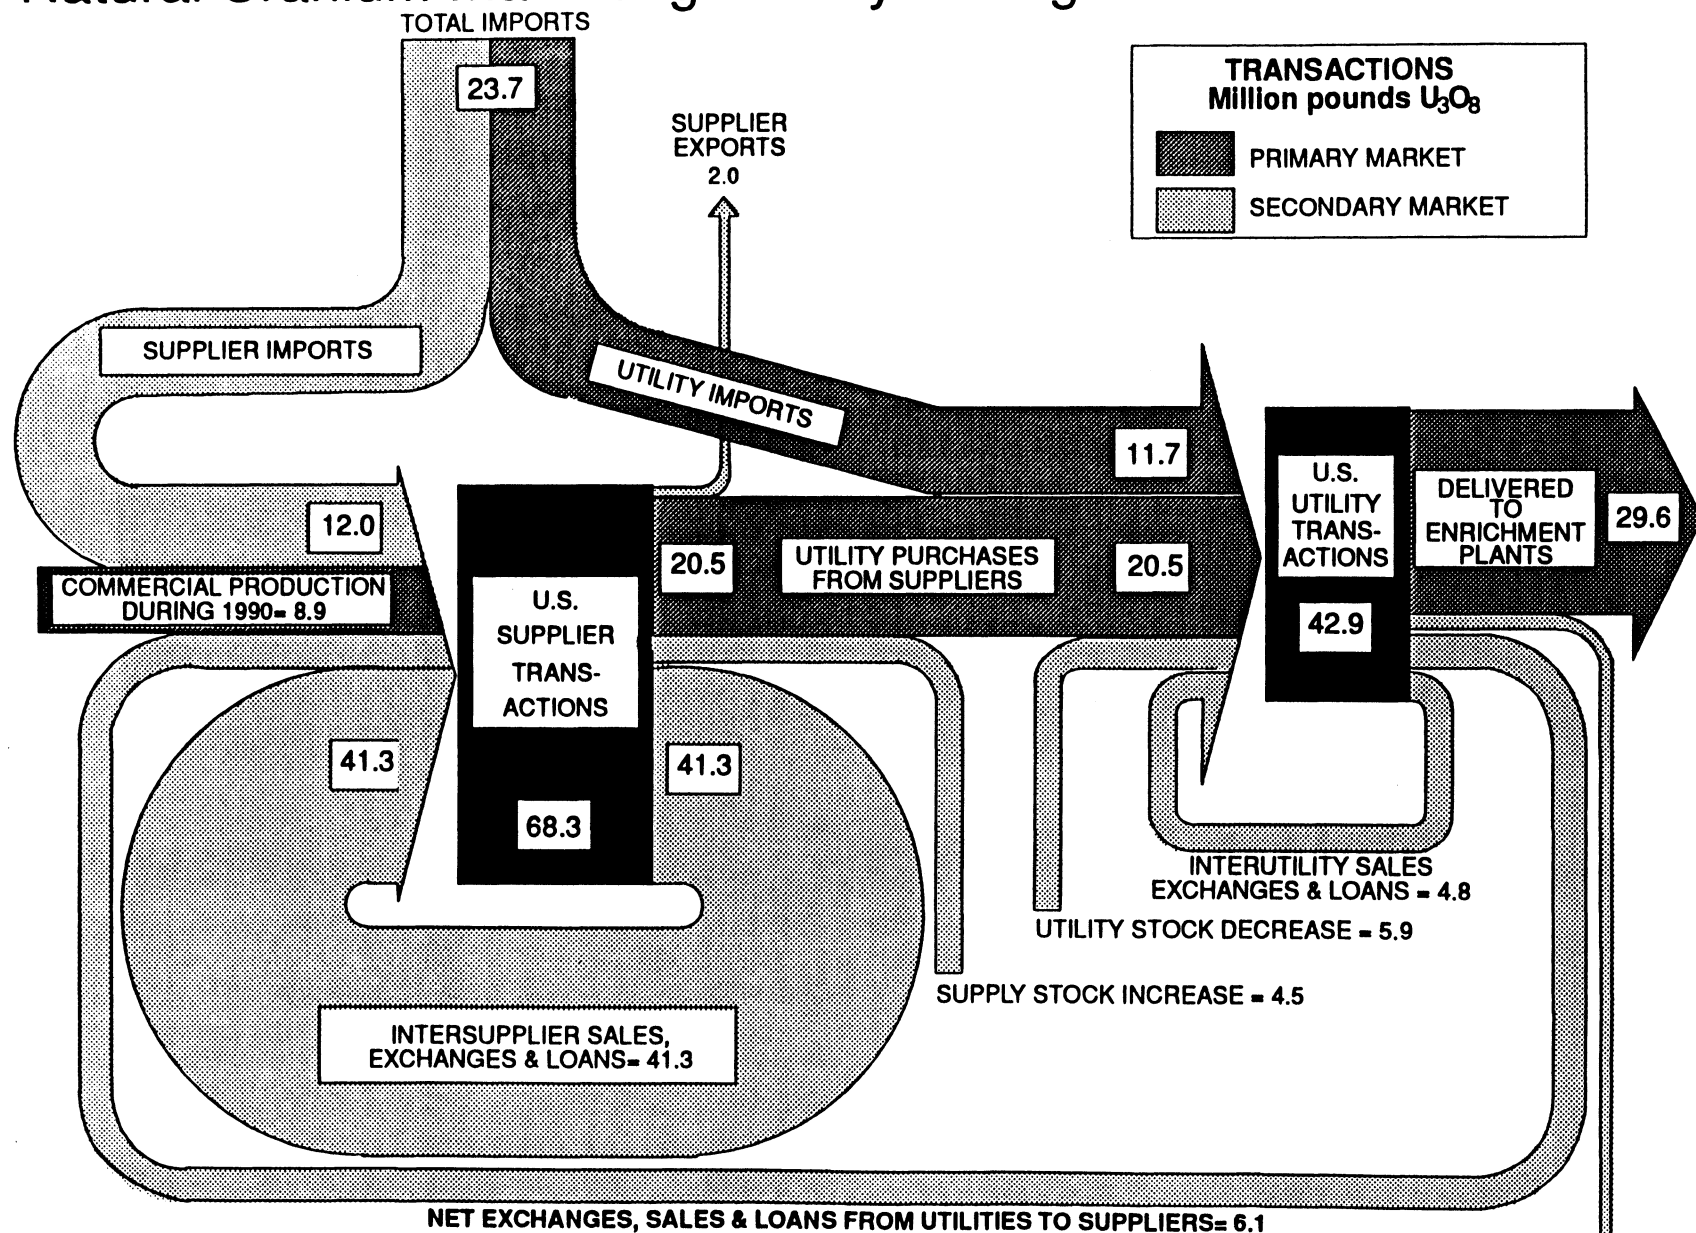 TOTAL IMPORTS
23.7
TRANSACTIONS
Million pounds U₃O₈
PRIMARY MARKET
SECONDARY MARKET
SUPPLIER
EXPORTS
2.0
SUPPLIER IMPORTS
UTILITY IMPORTS
11.7
12.0
COMMERCIAL PRODUCTION
DURING 1990= 8.9
20.5
UTILITY PURCHASES
FROM SUPPLIERS
20.5
U.S.
UTILITY
TRANS-
ACTIONS
42.9
DELIVERED
TO
ENRICHMENT
PLANTS
29.6
U.S.
SUPPLIER
TRANS-
ACTIONS
68.3
41.3
41.3
INTERUTILITY SALES
EXCHANGES & LOANS = 4.8
UTILITY STOCK DECREASE = 5.9
SUPPLY STOCK INCREASE = 4.5
INTERSUPPLIER SALES,
EXCHANGES & LOANS= 41.3
NET EXCHANGES, SALES & LOANS FROM UTILITIES TO SUPPLIERS= 6.1